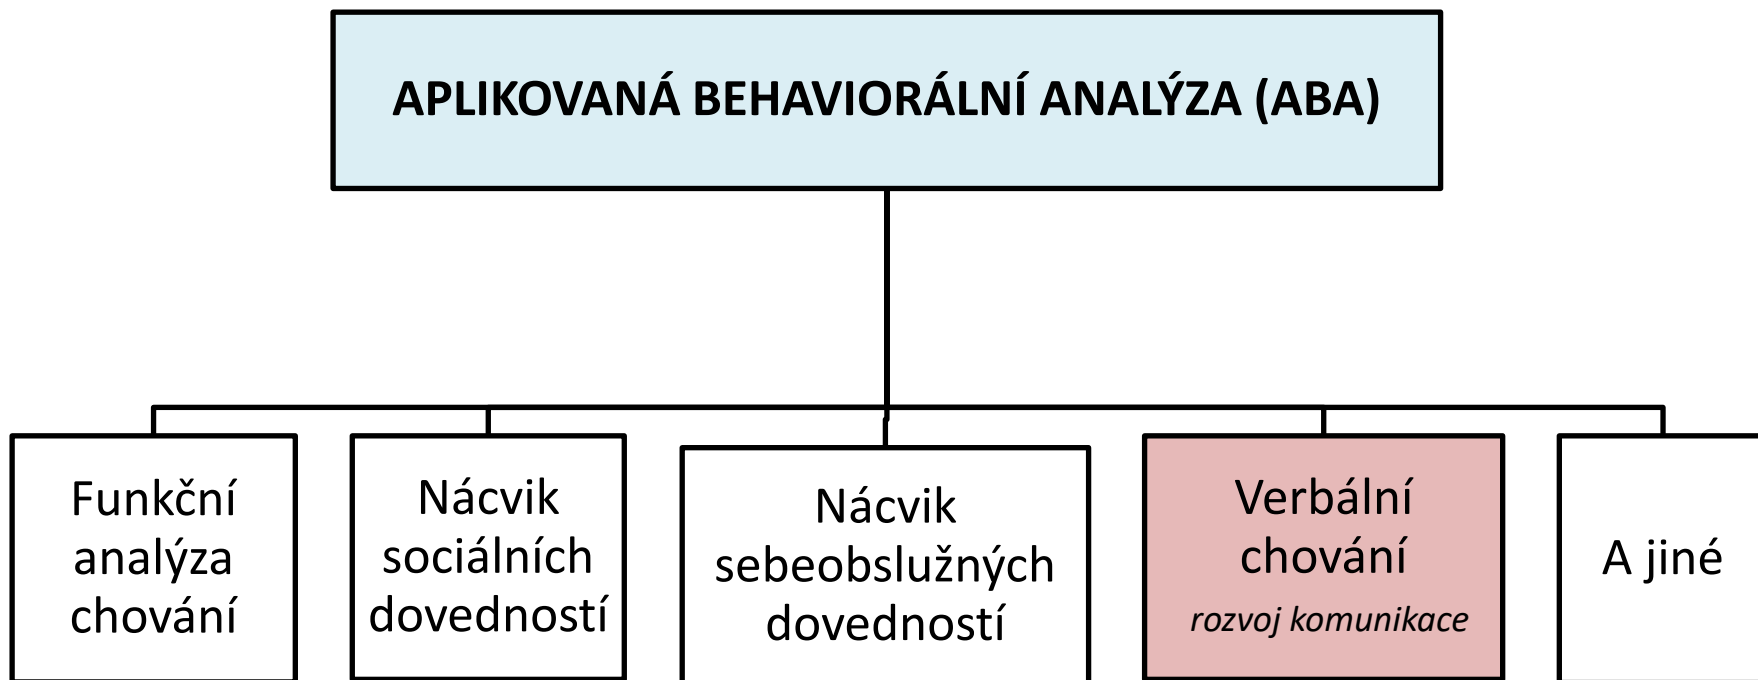 APLIKOVANÁ BEHAVIORÁLNÍ ANALÝZA (ABA)
Funkční
analýza
chování
Nácvik
sociálních
dovedností
Nácvik
sebeobslužných
dovedností
Verbální
chování
rozvoj komunikace
A jiné